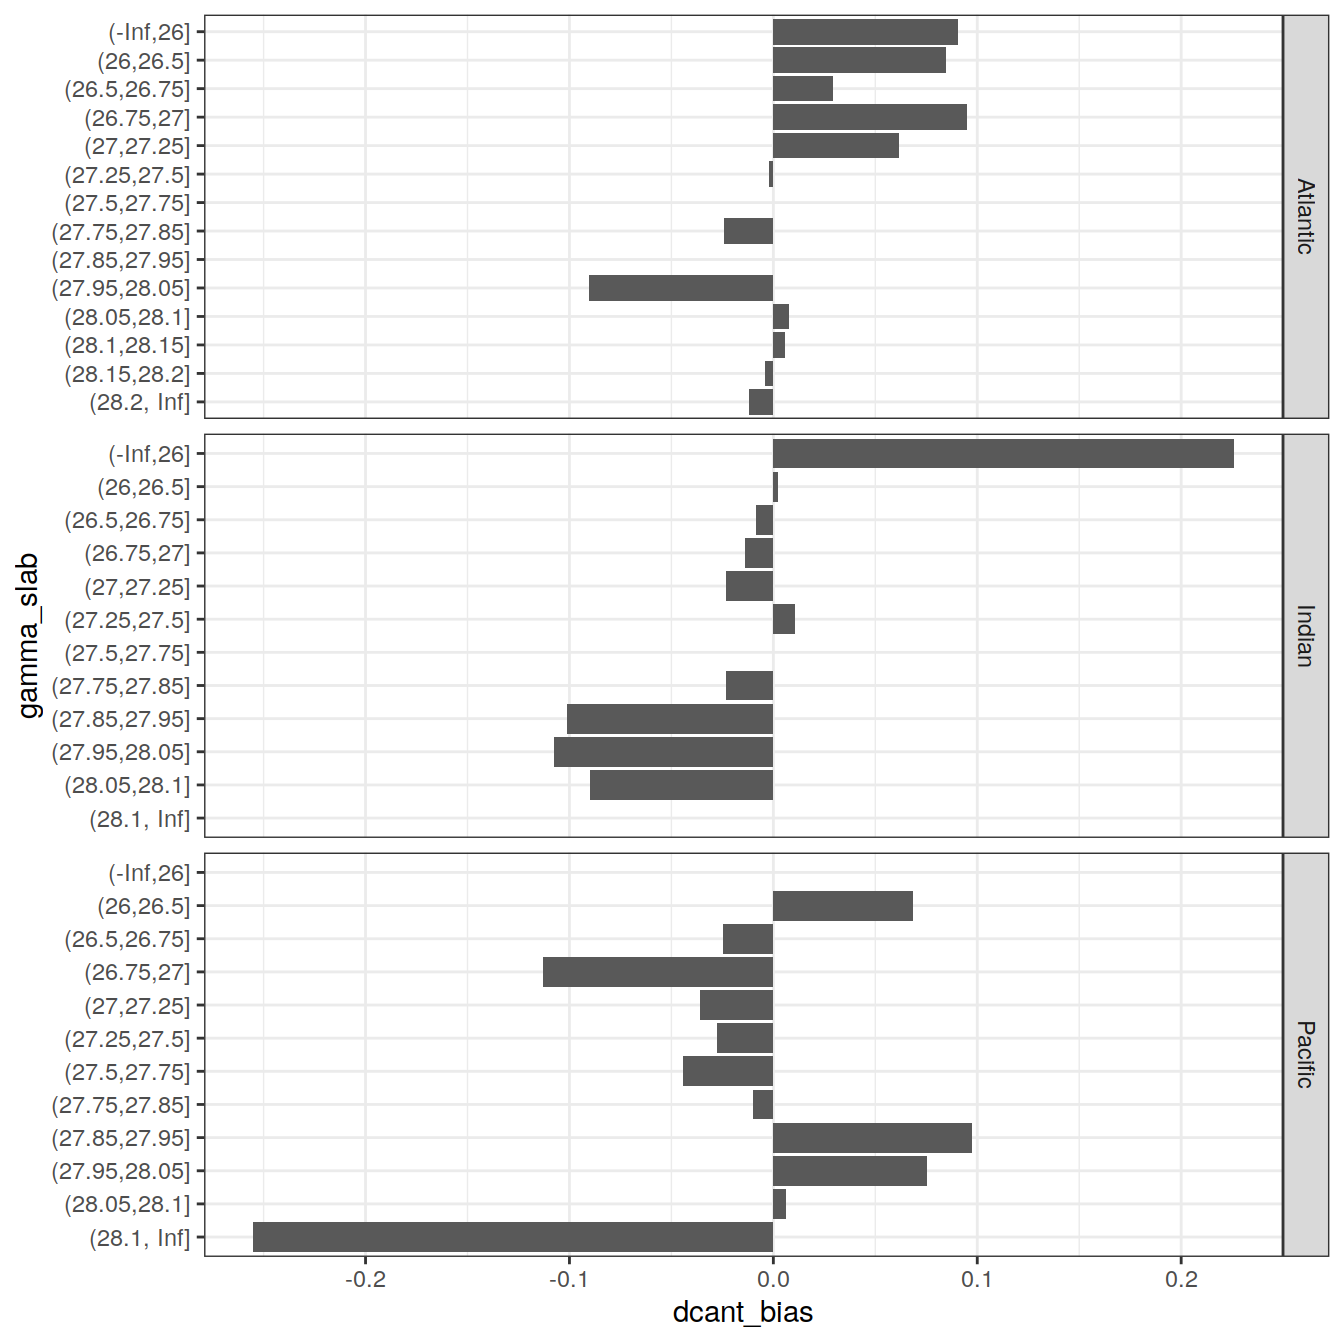 (-Inf,26]
(26,26.5]
(26.5,26.75]
(26.75,27]
(27,27.25]
(27.25,27.5]
(27.5,27.75]
(27.75,27.85]
(27.85,27.95]
(27.95,28.05]
(28.05,28.1]
(28.1,28.15]
(28.15,28.2]
(28.2, Inf]
Atlantic
(-Inf,26]
(26,26.5]
(26.5,26.75]
(26.75,27]
(27,27.25]
(27.25,27.5]
(27.5,27.75]
(27.75,27.85]
(27.85,27.95]
(27.95,28.05]
(28.05,28.1]
(28.1, Inf]
Indian
gamma_slab
(-Inf,26]
(26,26.5]
(26.5,26.75]
(26.75,27]
(27,27.25]
(27.25,27.5]
(27.5,27.75]
(27.75,27.85]
(27.85,27.95]
(27.95,28.05]
(28.05,28.1]
(28.1, Inf]
Pacific
-0.2 -0.1 0.0 0.1 0.2
dcant_bias